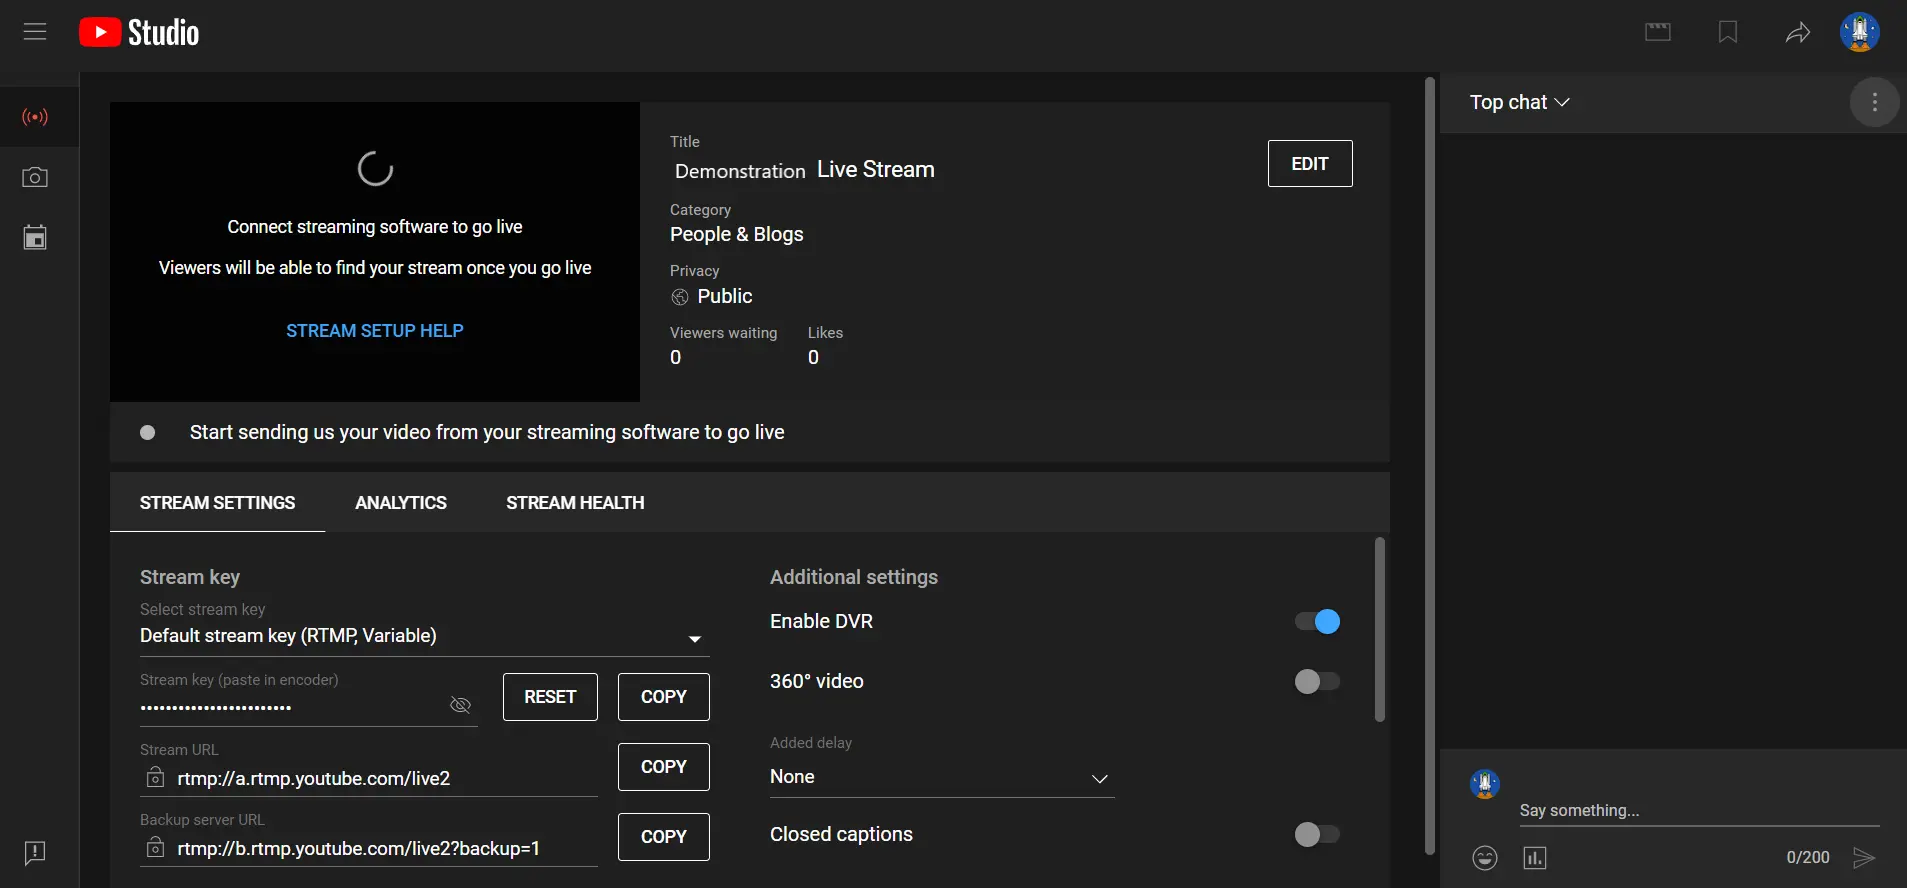 Studio
Connect streaming software to go live
Viewers will be able to find your stream once you go live
STREAM SETUP HELP
Title
Demonstration Live Stream
EDIT
Category
People & Blogs
Privacy
Public
Viewers waiting Likes
0 0
Start sending us your video from your streaming software to go live
STREAM SETTINGS ANALYTICS STREAM HEALTH
Stream key
Select stream key
Default stream key (RTMP, Variable)
Stream key (paste in encoder)
••••••••••••••••••••••••
RESET COPY
Stream URL
rtmp://a.rtmp.youtube.com/live2
COPY
Backup server URL
rtmp://b.rtmp.youtube.com/live2?backup=1
COPY
Additional settings
Enable DVR
360° video
Added delay
None
Closed captions
Top chat
Say something...
0/200